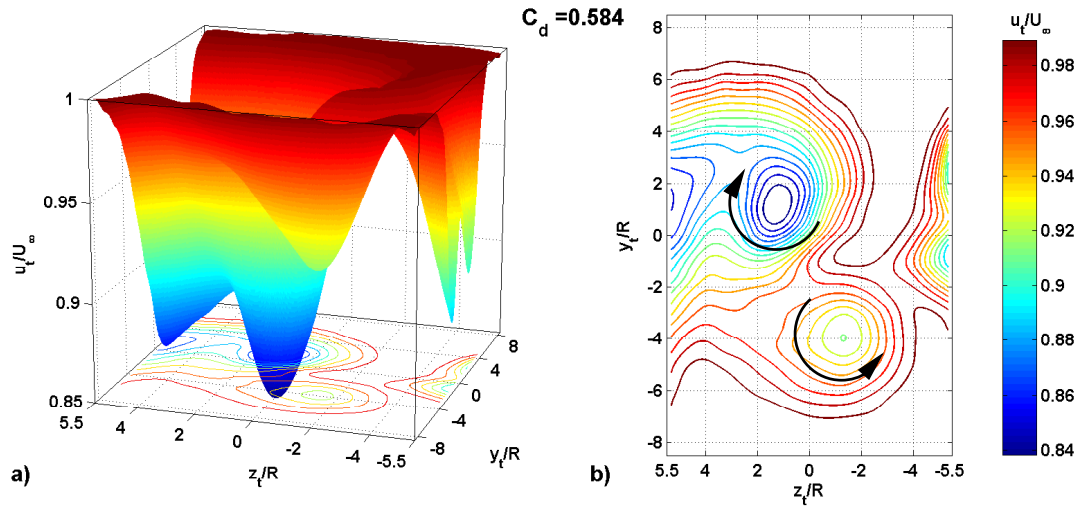 C_d =0.584
u_t/U_∞
1
0.95
0.9
0.85
5.5 4 2 0 -2 -4 -5.5
z_t/R
-8 -4 0 4 8
y_t/R
a)
8
6
4
2
0
-2
-4
-6
-8
y_t/R
5.5 4 2 0 -2 -4 -5.5
z_t/R
b)
u_t/U_∞
0.98
0.96
0.94
0.92
0.9
0.88
0.86
0.84